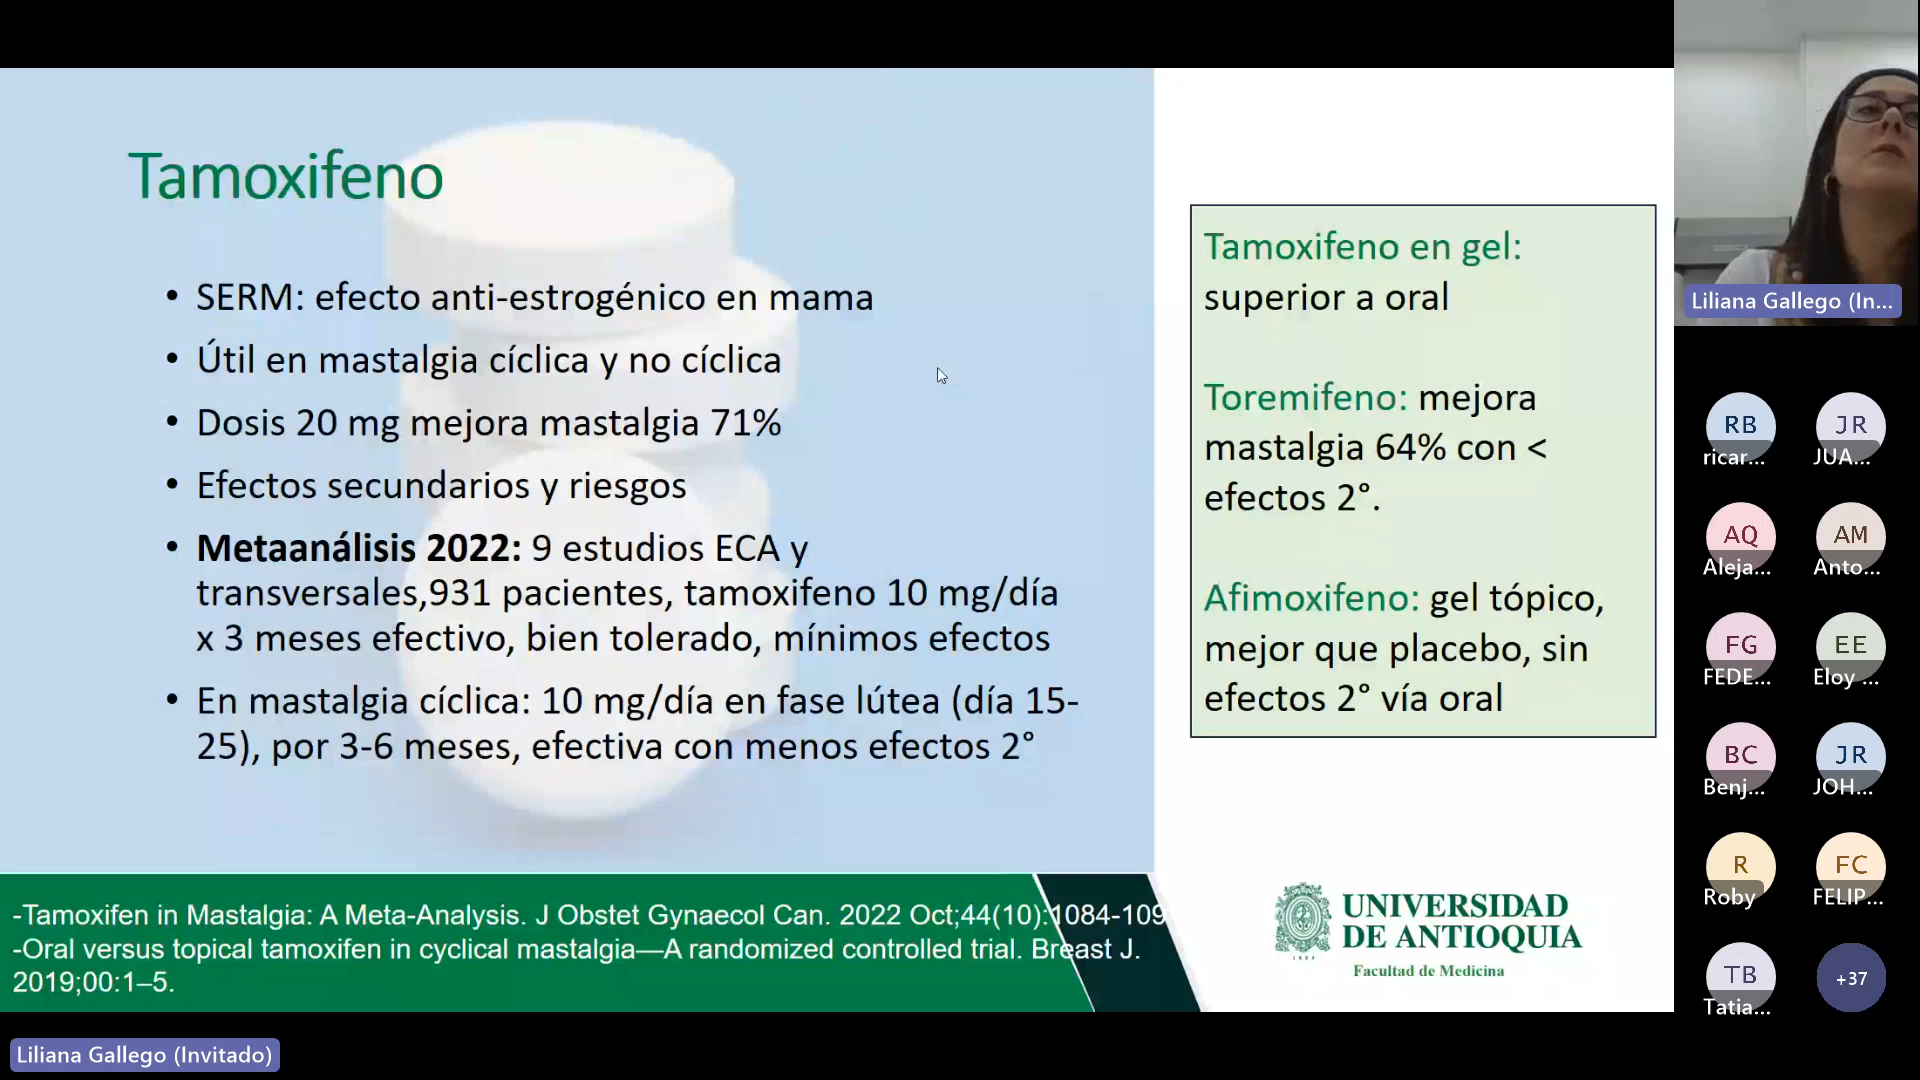 Tamoxifeno
• SERM: efecto anti-estrogénico en mama
• Útil en mastalgia cíclica y no cíclica
• Dosis 20 mg mejora mastalgia 71%
• Efectos secundarios y riesgos
• Metaanálisis 2022: 9 estudios ECA y
transversales,931 pacientes, tamoxifeno 10 mg/día
x 3 meses efectivo, bien tolerado, mínimos efectos
• En mastalgia cíclica: 10 mg/día en fase lútea (día 15-
25), por 3-6 meses, efectiva con menos efectos 2°
Tamoxifeno en gel:
superior a oral
Toremifeno: mejora
mastalgia 64% con <
efectos 2°.
Afimoxifeno: gel tópico,
mejor que placebo, sin
efectos 2° vía oral
-Tamoxifen in Mastalgia: A Meta-Analysis. J Obstet Gynaecol Can. 2022 Oct;44(10):1084-109
-Oral versus topical tamoxifen in cyclical mastalgia—A randomized controlled trial. Breast J.
2019;00:1–5.
UNIVERSIDAD
DE ANTIOQUIA
Facultad de Medicina
Liliana Gallego (In...
RB
ricar...
JR
JUA...
AQ
Aleja...
AM
Anto...
FG
FEDE...
EE
Eloy ...
BC
Benj...
JR
JOH...
R
Roby
FC
FELIP...
TB
Tatia...
+37
Liliana Gallego (Invitado)